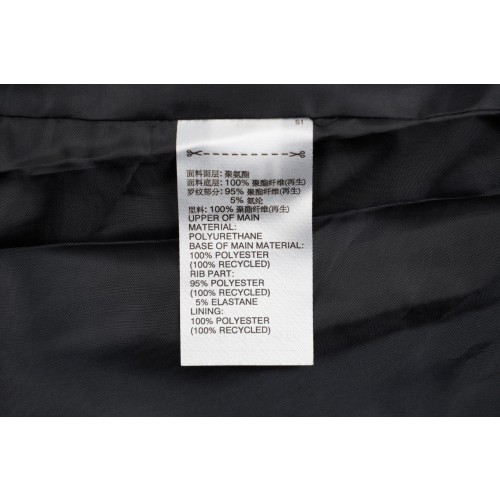 S1
面料面层: 聚氨酯
面料底层: 100% 聚酯纤维(再生)
罗纹部分: 95% 聚酯纤维(再生)
5% 氨纶
里料: 100% 聚酯纤维(再生)
UPPER OF MAIN
MATERIAL:
POLYURETHANE
BASE OF MAIN MATERIAL:
100% POLYESTER
(100% RECYCLED)
RIB PART:
95% POLYESTER
(100% RECYCLED)
5% ELASTANE
LINING:
100% POLYESTER
(100% RECYCLED)